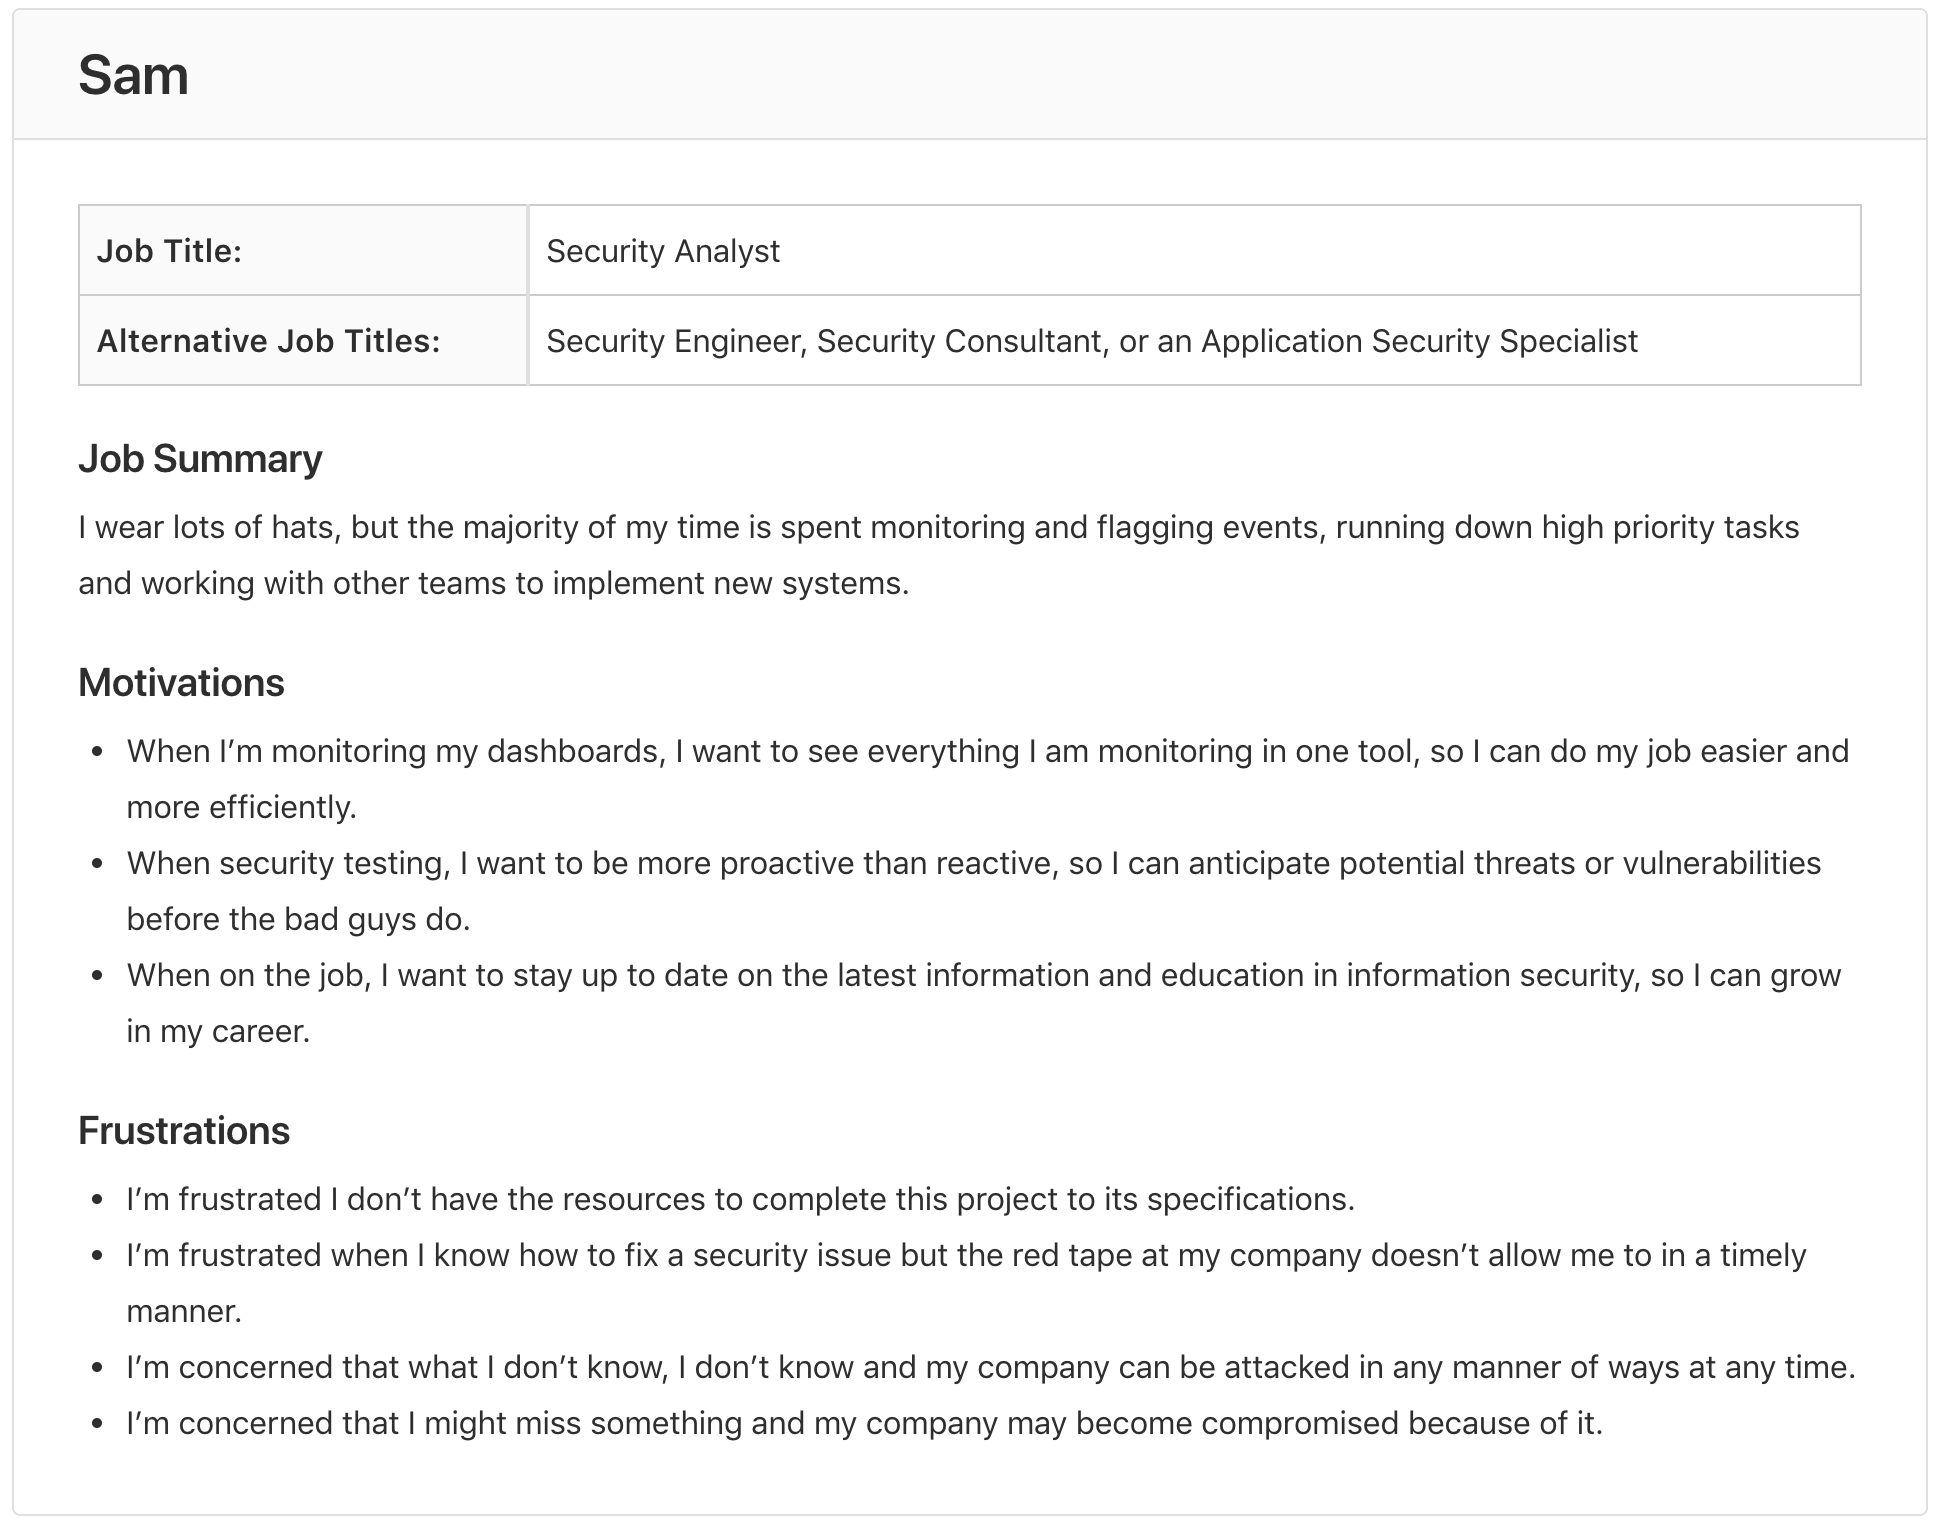 Sam
Job Title:
Security Analyst
Alternative Job Titles:
Security Engineer, Security Consultant, or an Application Security Specialist
Job Summary
I wear lots of hats, but the majority of my time is spent monitoring and flagging events, running down high priority tasks
and working with other teams to implement new systems.
Motivations
• When I’m monitoring my dashboards, I want to see everything I am monitoring in one tool, so I can do my job easier and
more efficiently.
• When security testing, I want to be more proactive than reactive, so I can anticipate potential threats or vulnerabilities
before the bad guys do.
• When on the job, I want to stay up to date on the latest information and education in information security, so I can grow
in my career.
Frustrations
• I’m frustrated I don’t have the resources to complete this project to its specifications.
• I’m frustrated when I know how to fix a security issue but the red tape at my company doesn’t allow me to in a timely
manner.
• I’m concerned that what I don’t know, I don’t know and my company can be attacked in any manner of ways at any time.
• I’m concerned that I might miss something and my company may become compromised because of it.